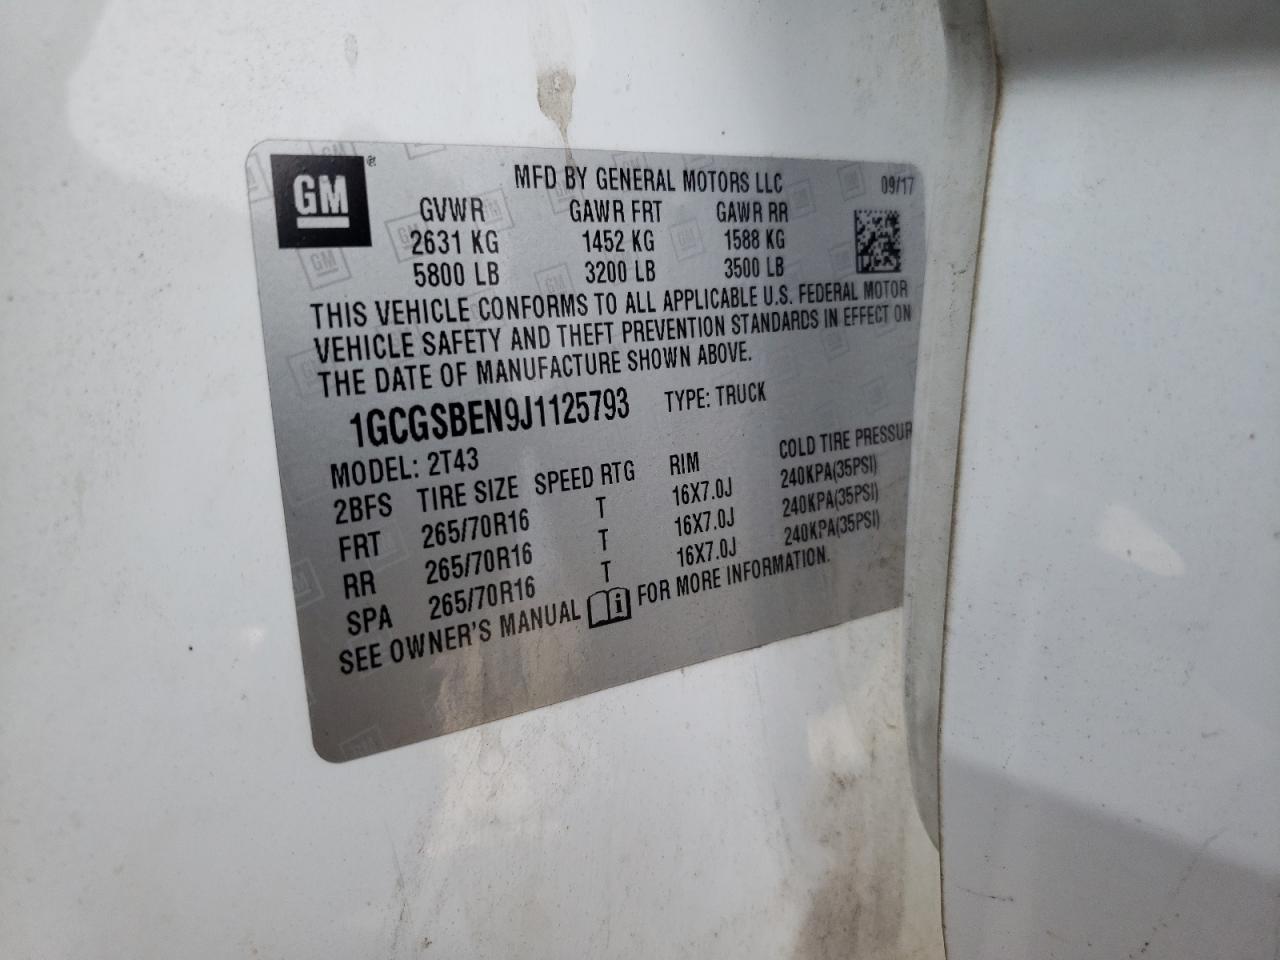 GM ®
MFD BY GENERAL MOTORS LLC 09/17
GVWR GAWR FRT GAWR RR
2631 KG 1452 KG 1588 KG
5800 LB 3200 LB 3500 LB
THIS VEHICLE CONFORMS TO ALL APPLICABLE U.S. FEDERAL MOTOR
VEHICLE SAFETY AND THEFT PREVENTION STANDARDS IN EFFECT ON
THE DATE OF MANUFACTURE SHOWN ABOVE.
1GCGSBEN9J1125793 TYPE: TRUCK
MODEL: 2T43
2BFS TIRE SIZE SPEED RTG RIM COLD TIRE PRESSUR
FRT 265/70R16 T 16X7.0J 240KPA(35PSI)
RR 265/70R16 T 16X7.0J 240KPA(35PSI)
SPA 265/70R16 T 16X7.0J 240KPA(35PSI)
SEE OWNER'S MANUAL i FOR MORE INFORMATION.